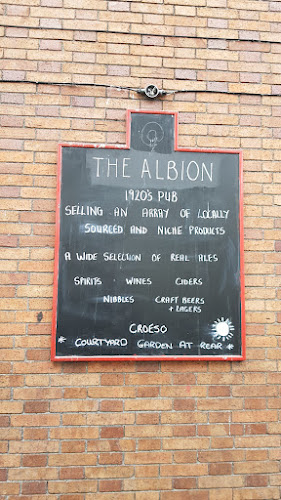 THE ALBION
1920's PUB
SELLING AN ARRAY OF LOCALLY
SOURCED AND NICHE PRODUCTS
A WIDE SELECTION OF REAL ALES
SPIRITS WINES CIDERS
NIBBLES CRAFT BEERS
+ LAGERS
CROESO
* COURTYARD GARDEN AT REAR *